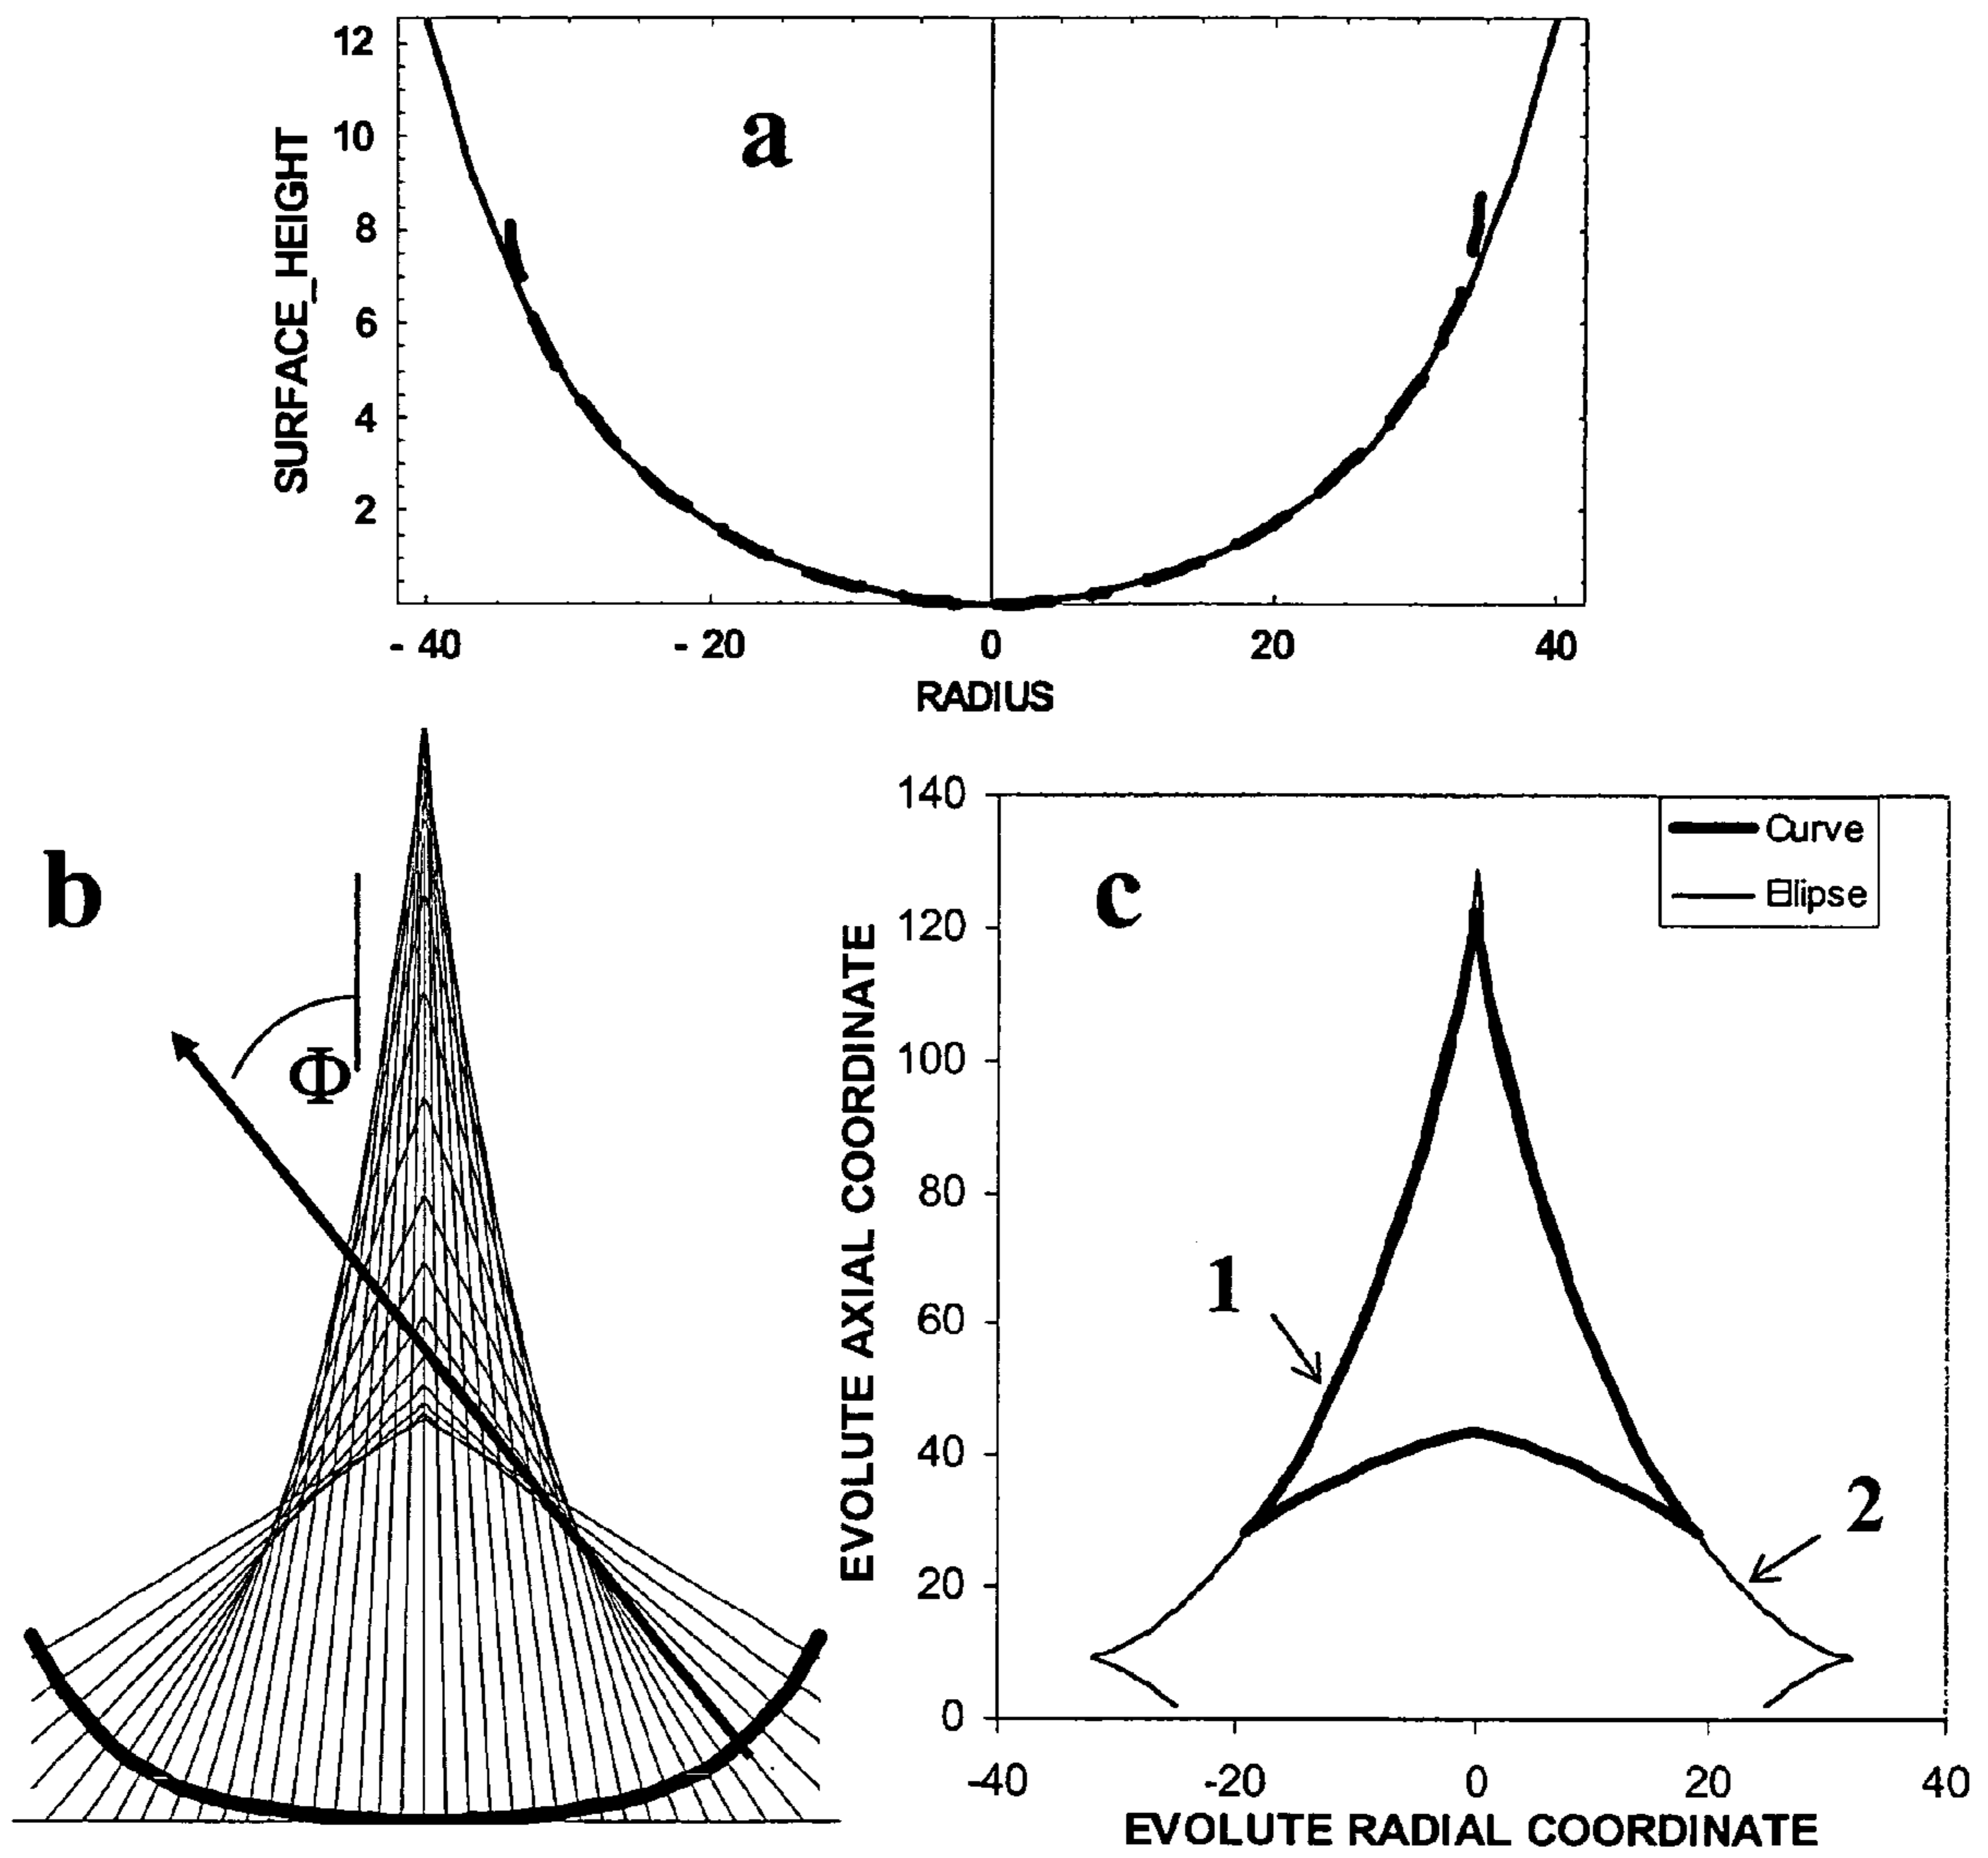 12
10
8
6
4
2
SURFACE_HEIGHT
a
- 40
- 20
0
20
40
RADIUS
b
Φ
c
140
120
100
80
60
40
20
0
EVOLUTE AXIAL COORDINATE
Curve
Elipse
1
2
-40
-20
0
20
40
EVOLUTE RADIAL COORDINATE